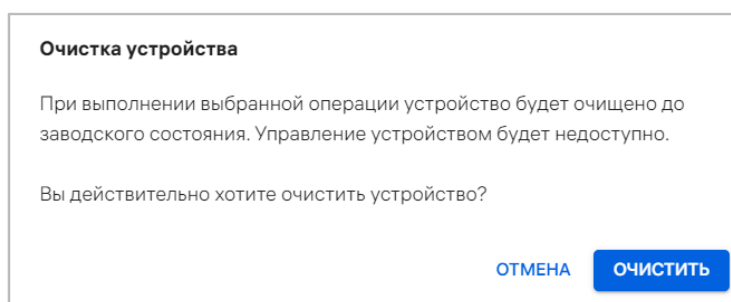 Очистка устройства
При выполнении выбранной операции устройство будет очищено до
заводского состояния. Управление устройством будет недоступно.
Вы действительно хотите очистить устройство?
ОТМЕНА ОЧИСТИТЬ